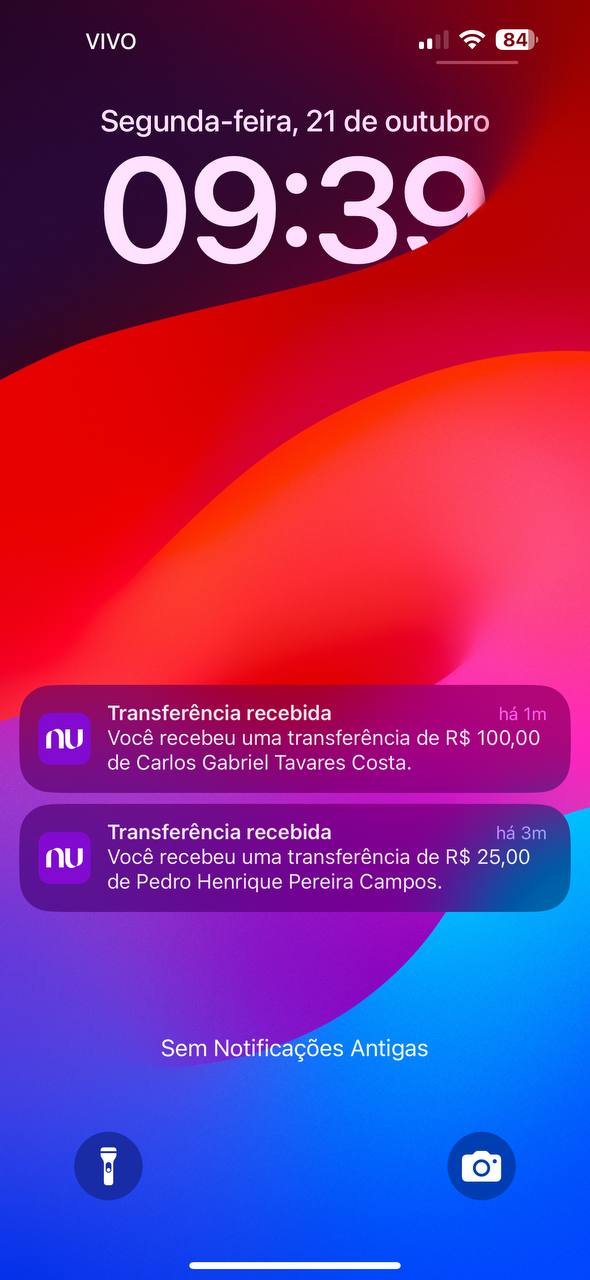 VIVO
84
Segunda-feira, 21 de outubro
09:39
Transferência recebida
há 1m
Você recebeu uma transferência de R$ 100,00
de Carlos Gabriel Tavares Costa.
nu
Transferência recebida
há 3m
Você recebeu uma transferência de R$ 25,00
de Pedro Henrique Pereira Campos.
nu
Sem Notificações Antigas